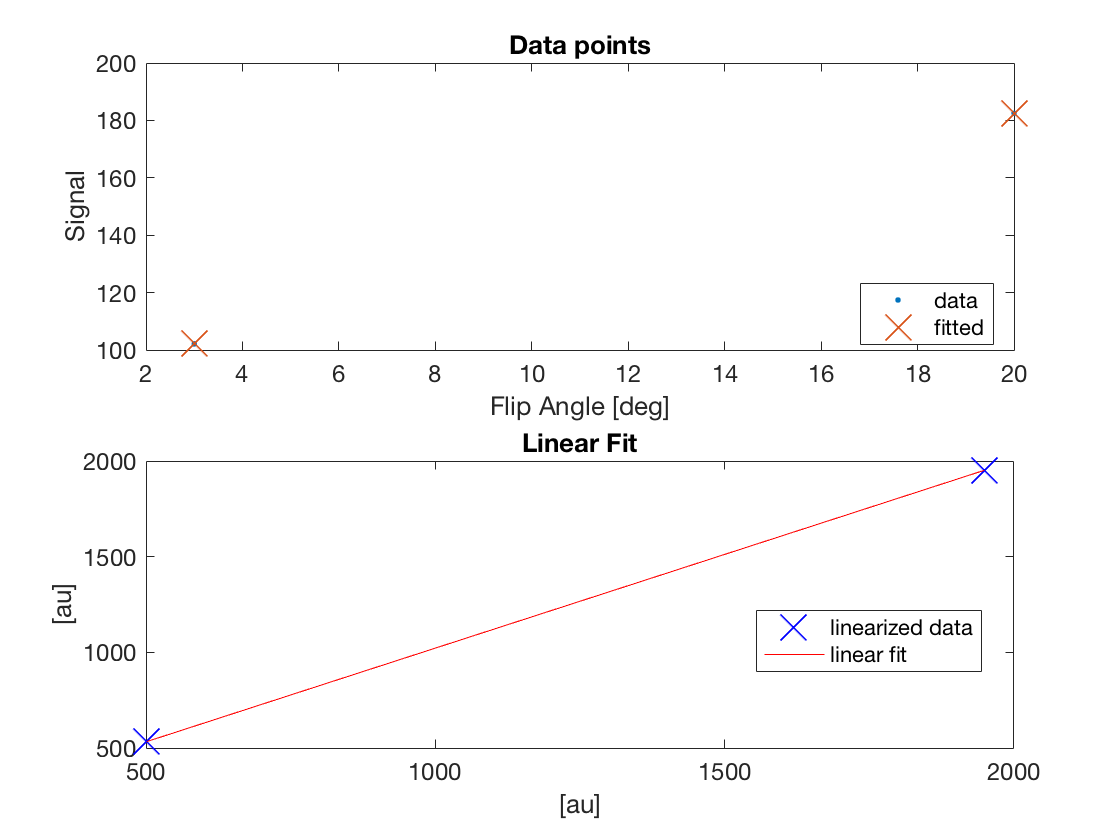 Data points
Signal
200
180
160
140
120
100
data
fitted
2 4 6 8 10 12 14 16 18 20
Flip Angle [deg]
Linear Fit
[au]
2000
1500
1000
500
linearized data
linear fit
500 1000 1500 2000
[au]